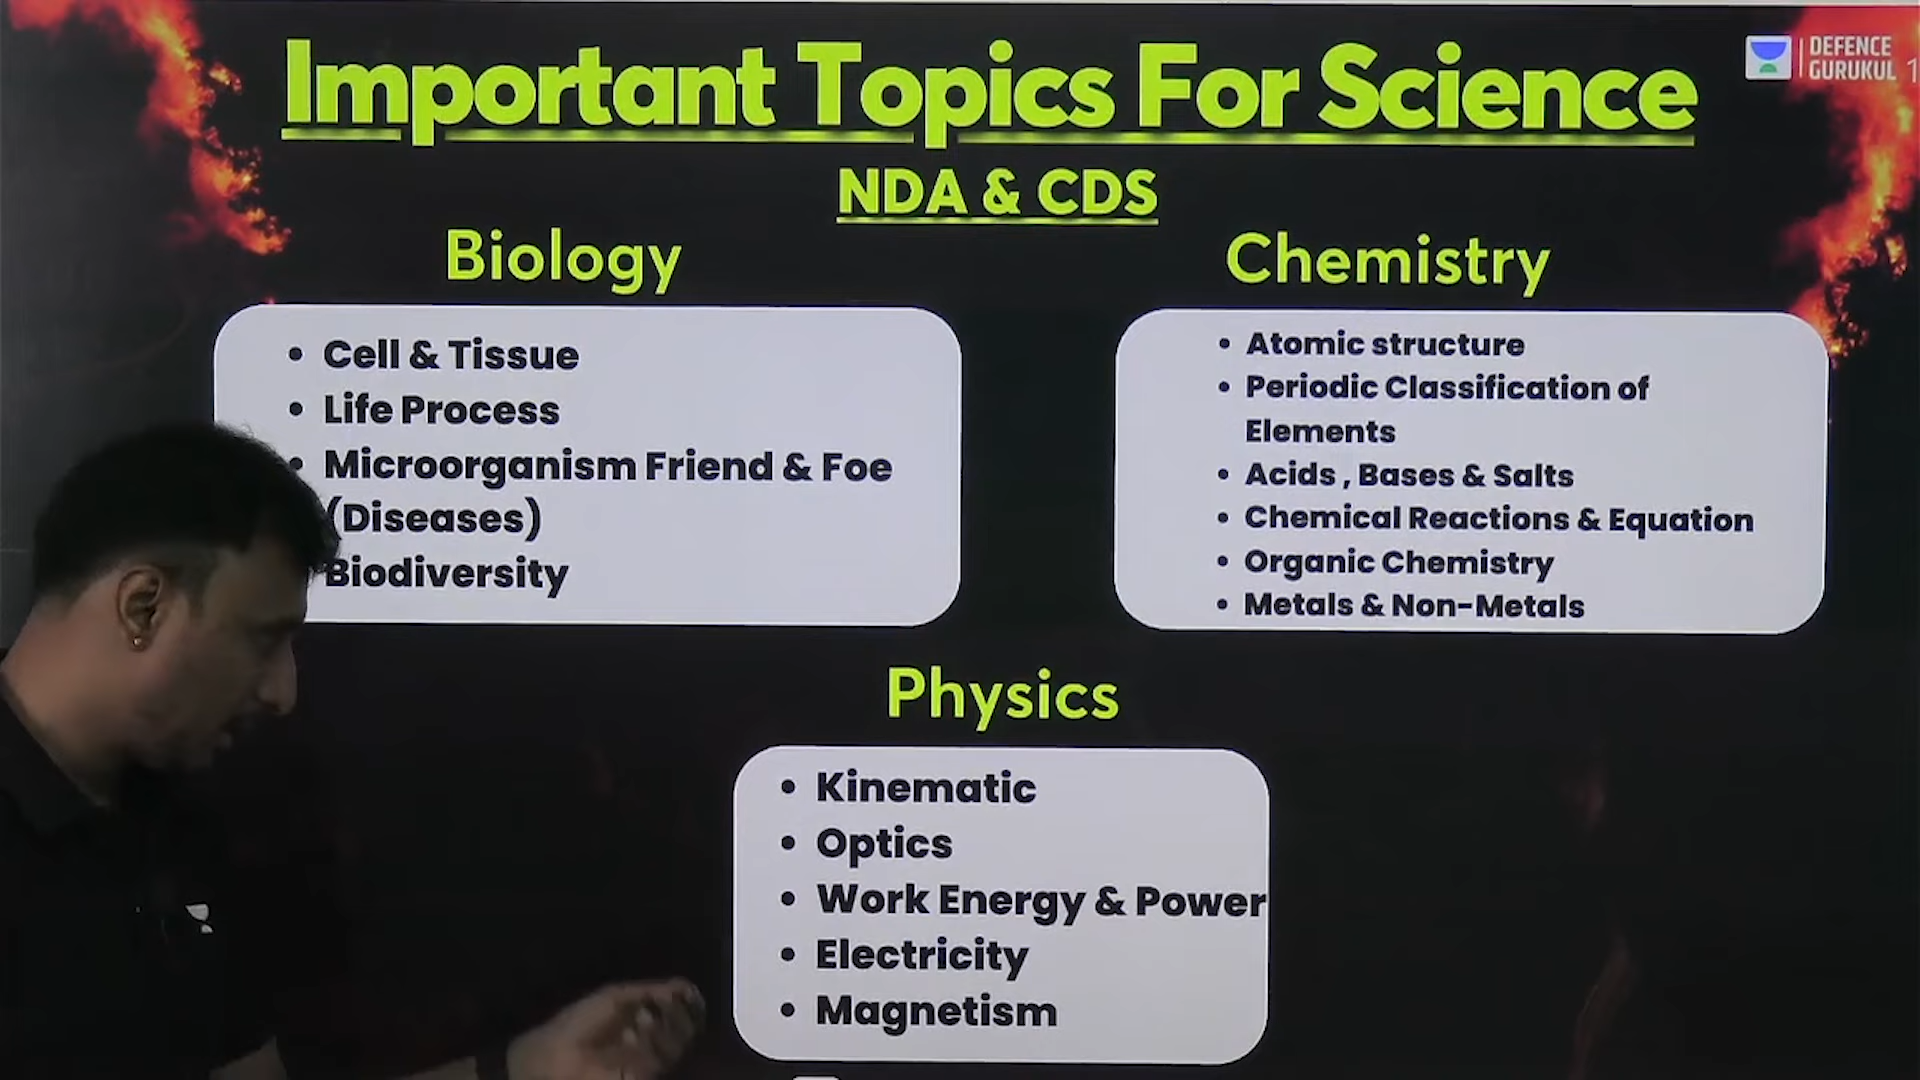 Important Topics For Science
DEFENCE
GURUKUL 1
NDA & CDS
Biology
• Cell & Tissue
• Life Process
• Microorganism Friend & Foe
(Diseases)
Biodiversity
Chemistry
• Atomic structure
• Periodic Classification of
Elements
• Acids , Bases & Salts
• Chemical Reactions & Equation
• Organic Chemistry
• Metals & Non-Metals
Physics
• Kinematic
• Optics
• Work Energy & Power
• Electricity
• Magnetism